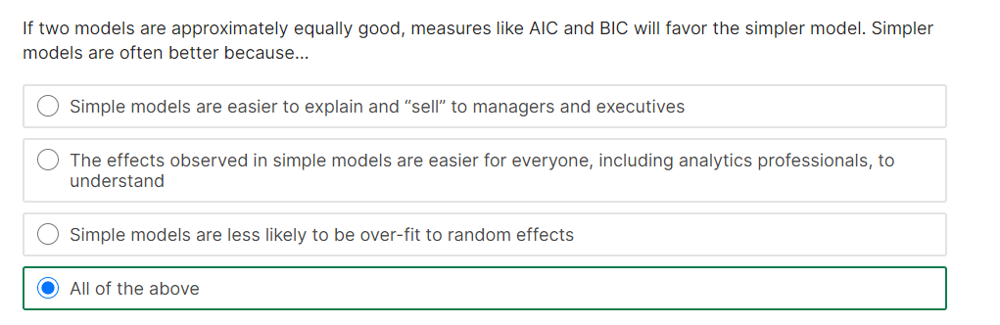 If two models are approximately equally good, measures like AIC and BIC will favor the simpler model. Simpler
models are often better because...
Simple models are easier to explain and “sell” to managers and executives
The effects observed in simple models are easier for everyone, including analytics professionals, to
understand
Simple models are less likely to be over-fit to random effects
All of the above